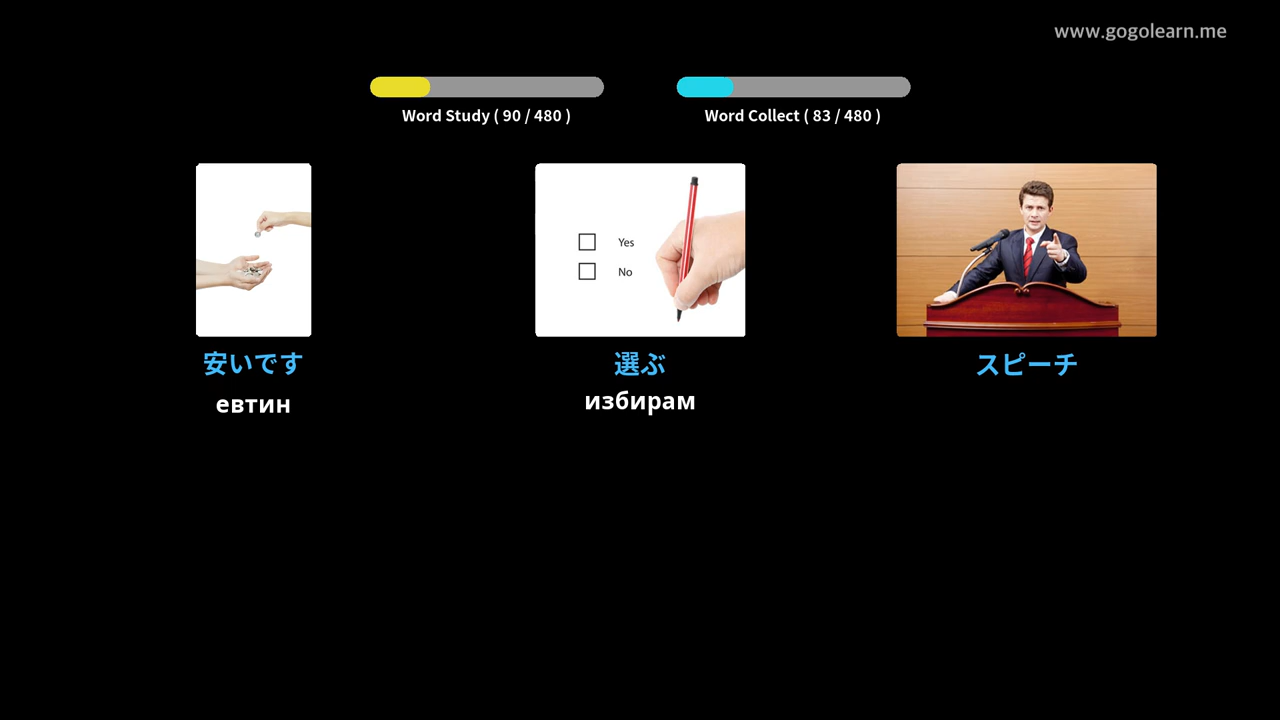 www.gogolearn.me
Word Study ( 90 / 480 )
Word Collect ( 83 / 480 )
Yes
No
安いです
選ぶ
スピーチ
евтин
избирам